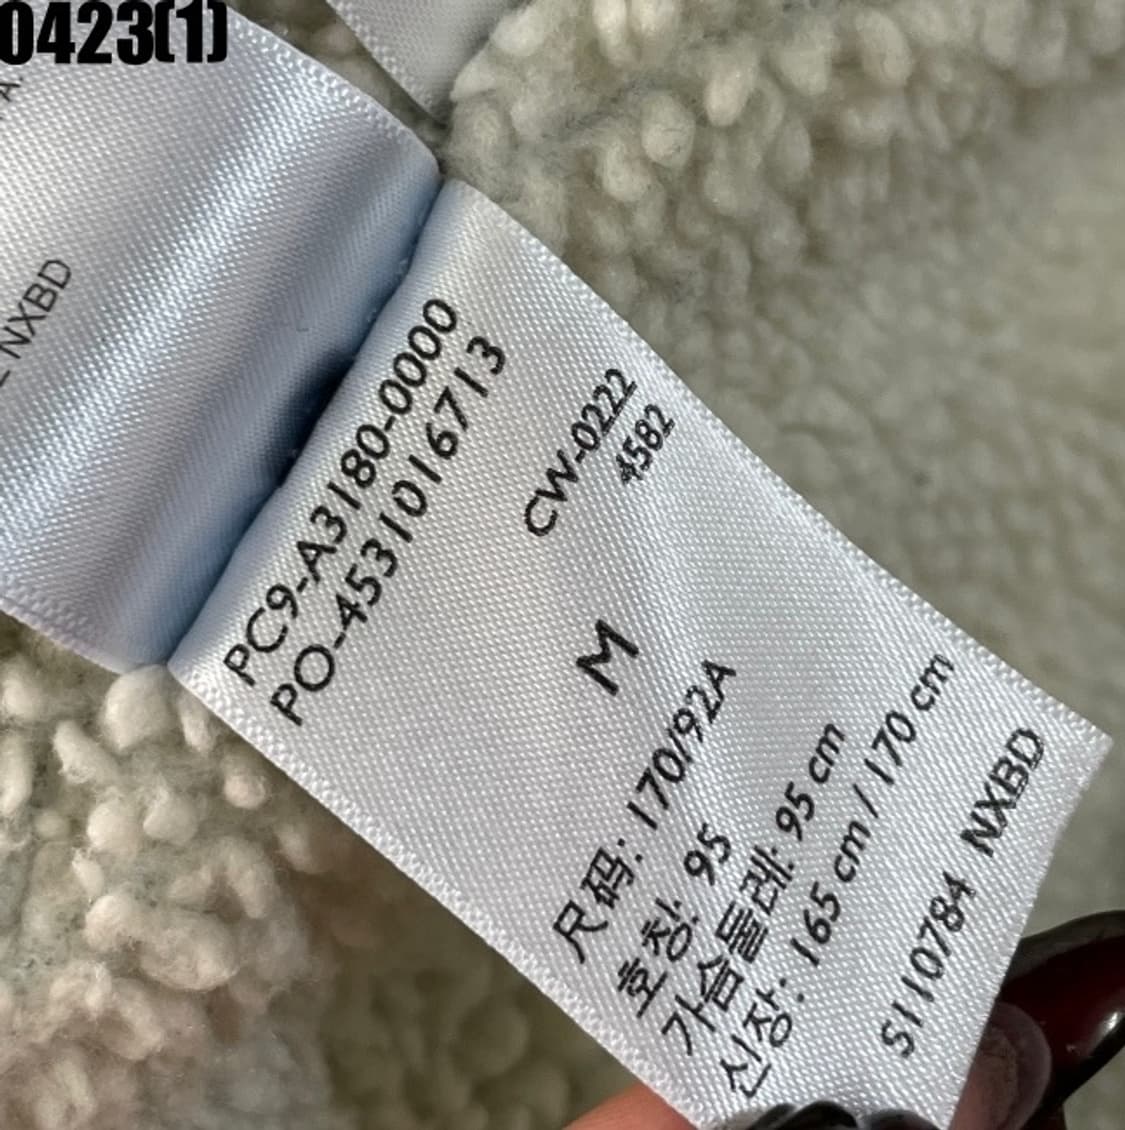 0423(1)
NXBD
PC9-A3180-0000
PO-4531016713
CW-0222
4582
M
尺码: 170/92A
호칭: 95
가슴둘레: 95 cm
신장: 165 cm / 170 cm
S110784 NXBD